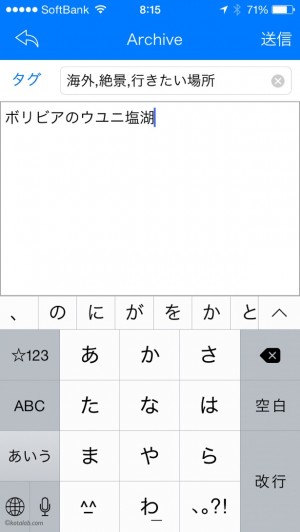 SoftBank 8:15 71%
Archive 送信
タグ 海外,絶景,行きたい場所
ボリビアのウユニ塩湖
、 の に が を か と
☆123 あ か さ
ABC た な は 空白
あいう ま や ら
^^ わ 、。?! 改行
©kotolab.com